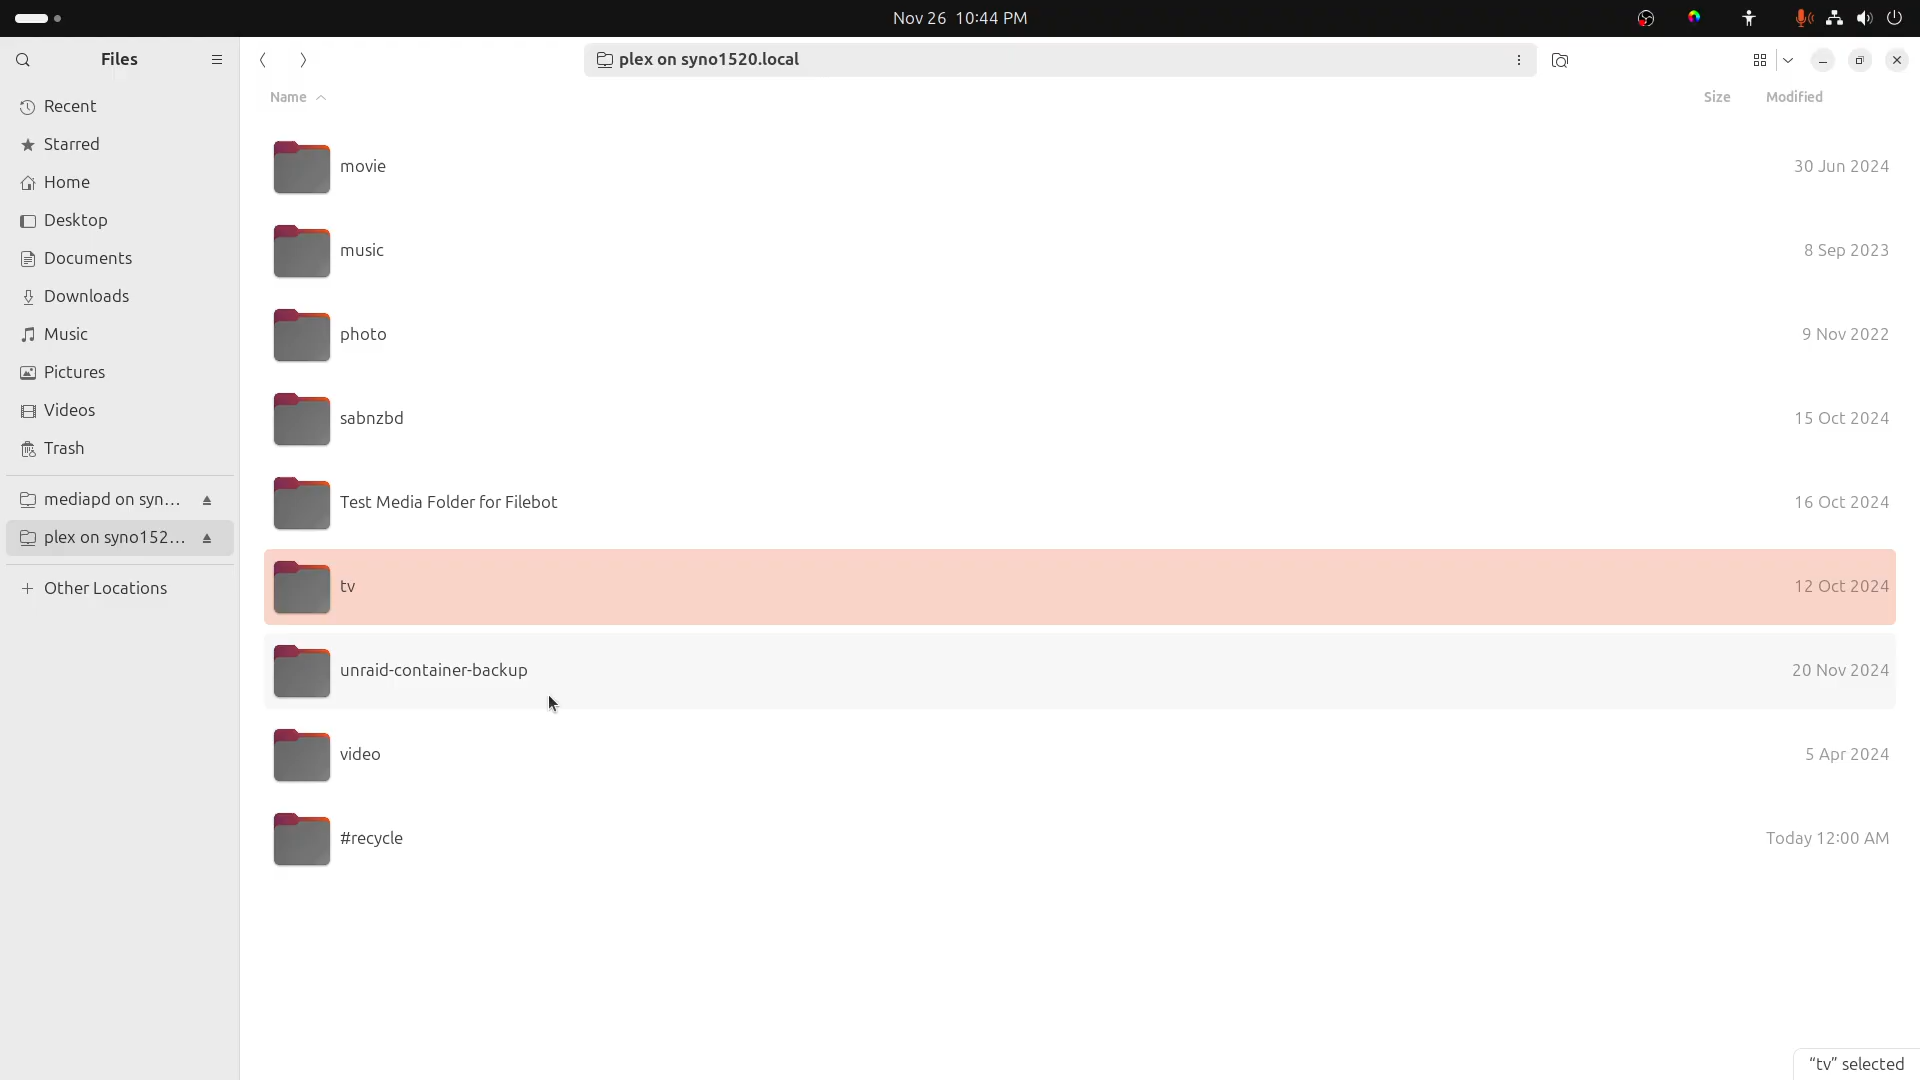 Nov 26 10:44 PM
Files
plex on syno1520.local
Name
Size
Modified
Recent
Starred
Home
Desktop
Documents
Downloads
Music
Pictures
Videos
Trash
mediapd on syn...
plex on syno152...
Other Locations
movie 30 Jun 2024
music 8 Sep 2023
photo 9 Nov 2022
sabnzbd 15 Oct 2024
Test Media Folder for Filebot 16 Oct 2024
tv 12 Oct 2024
unraid-container-backup 20 Nov 2024
video 5 Apr 2024
#recycle Today 12:00 AM
“tv” selected